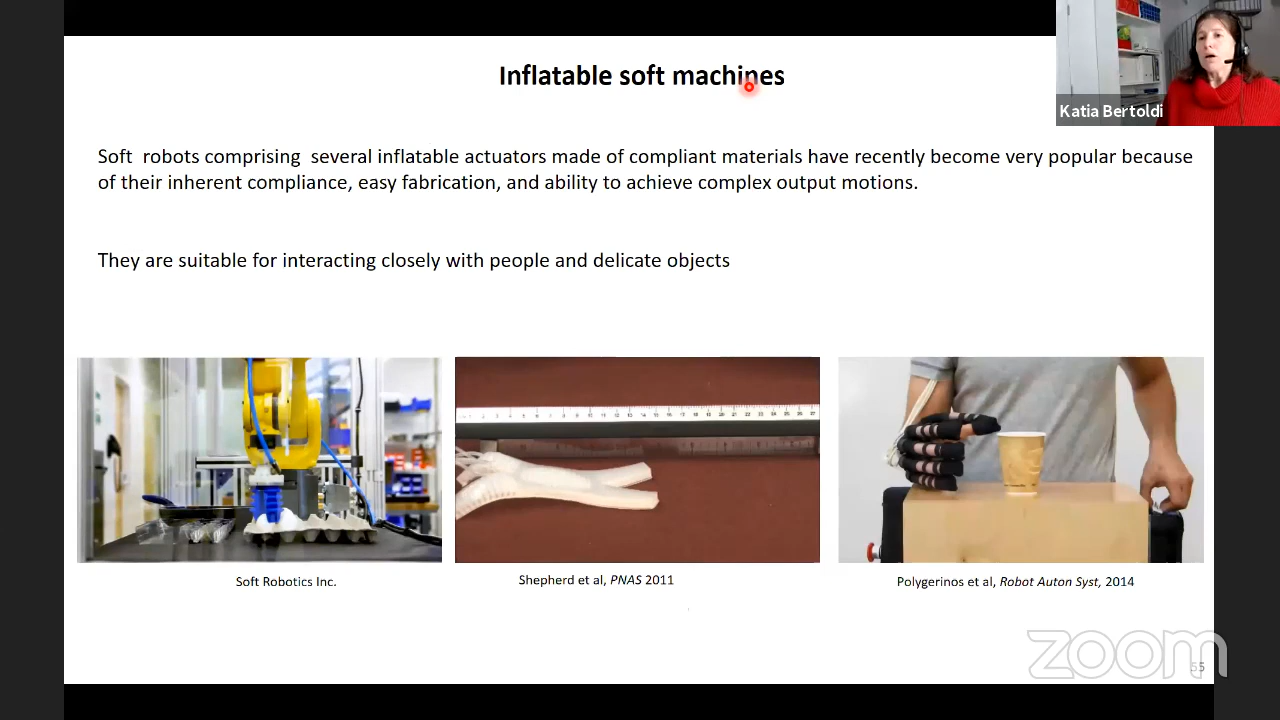 Inflatable soft machines
Katia Bertoldi
Soft robots comprising several inflatable actuators made of compliant materials have recently become very popular because
of their inherent compliance, easy fabrication, and ability to achieve complex output motions.
They are suitable for interacting closely with people and delicate objects
Soft Robotics Inc.
Shepherd et al, PNAS 2011
Polygerinos et al, Robot Auton Syst, 2014
zoom
55